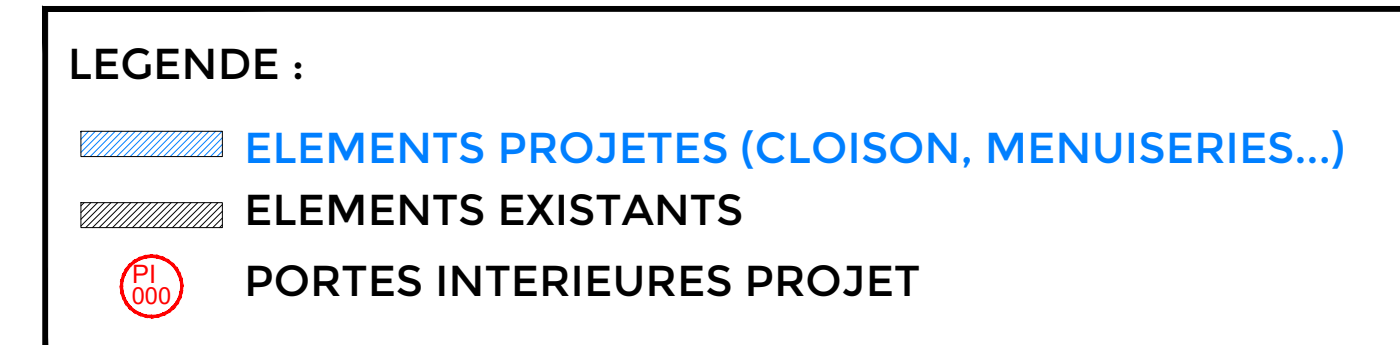 LEGENDE :
ELEMENTS PROJETES (CLOISON, MENUISERIES...)
ELEMENTS EXISTANTS
PI
000
PORTES INTERIEURES PROJET